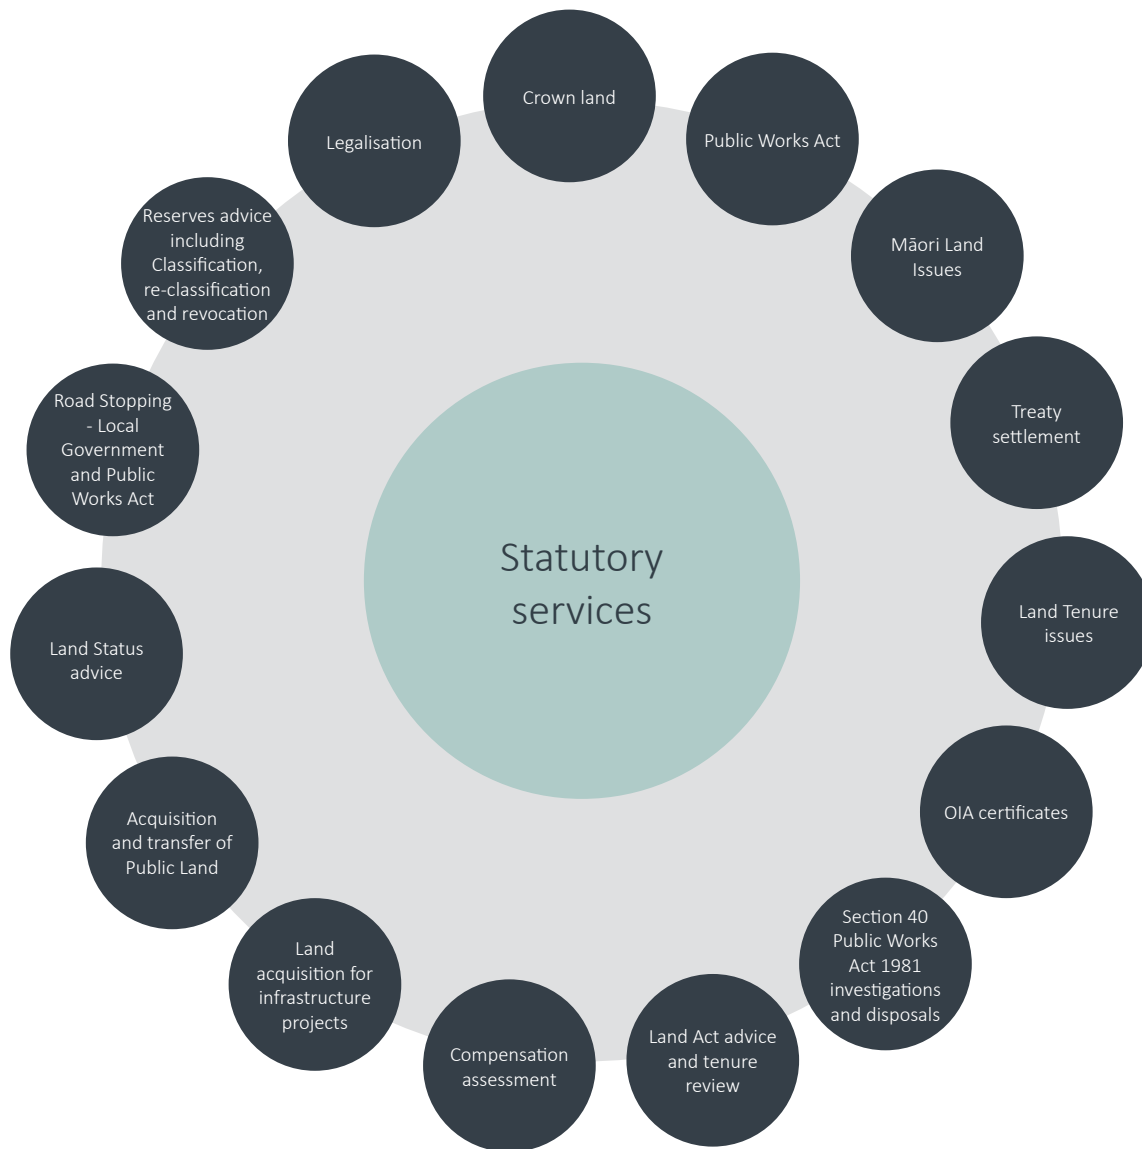 Crown land
Public Works Act
Māori Land
Issues
Treaty
settlement
Land Tenure
issues
OIA certificates
Section 40
Public Works
Act 1981
investigations
and disposals
Land Act advice
and tenure
review
Compensation
assessment
Land
acquisition for
infrastructure
projects
Acquisition
and transfer of
Public Land
Land Status
advice
Road Stopping
- Local
Government
and Public
Works Act
Reserves advice
including
Classification,
re-classification
and revocation
Legalisation
Statutory
services